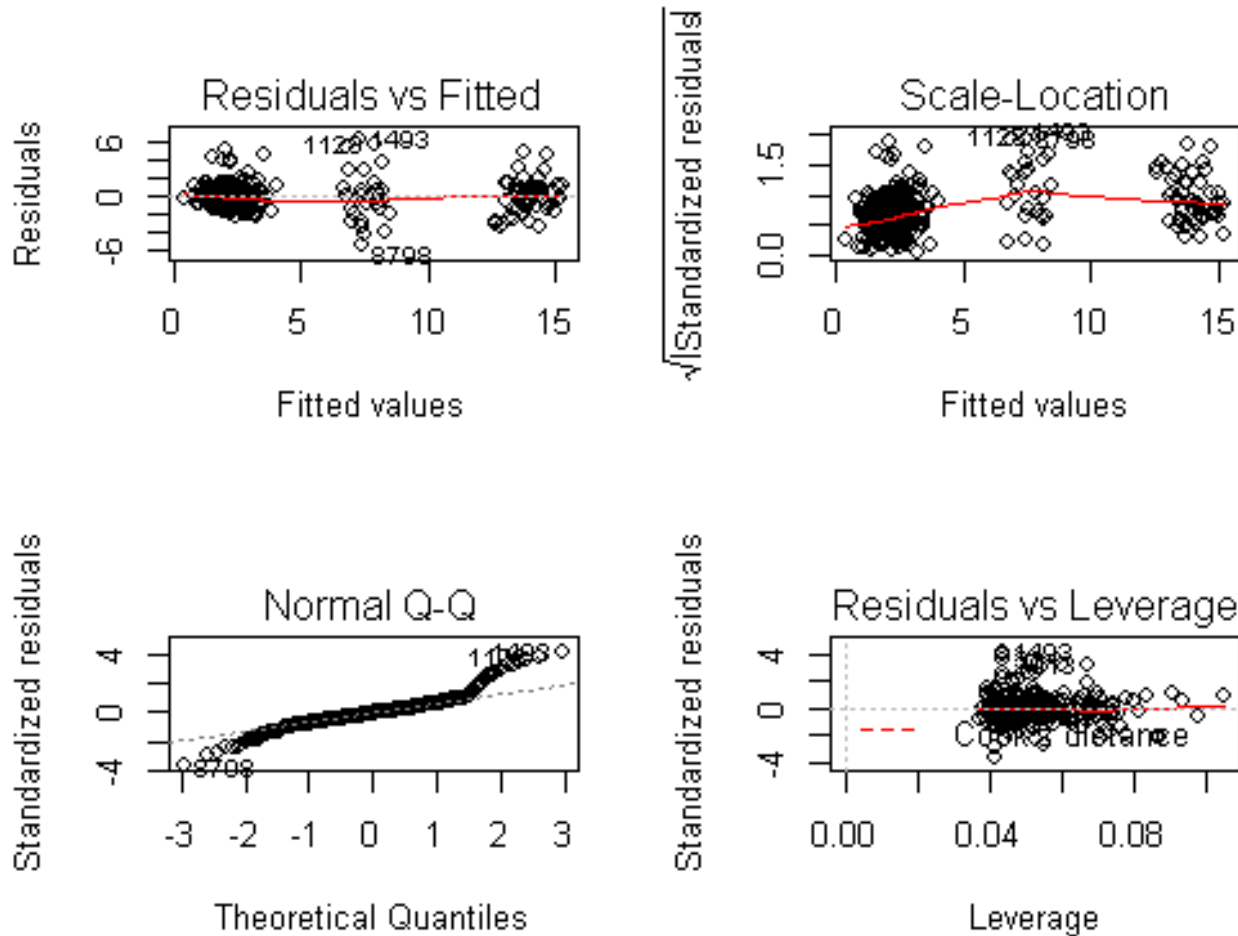 Residuals vs Fitted
Residuals
6
0
-6
1493
8798
0 5 10 15
Fitted values
Scale-Location
√|Standardized residuals|
1.5
0.0
0 5 10 15
Fitted values
Normal Q-Q
Standardized residuals
4
0
-4
1493
8798
-3 -2 -1 0 1 2 3
Theoretical Quantiles
Residuals vs Leverage
Standardized residuals
4
0
-4
1493
Cook's distance
0.00 0.04 0.08
Leverage